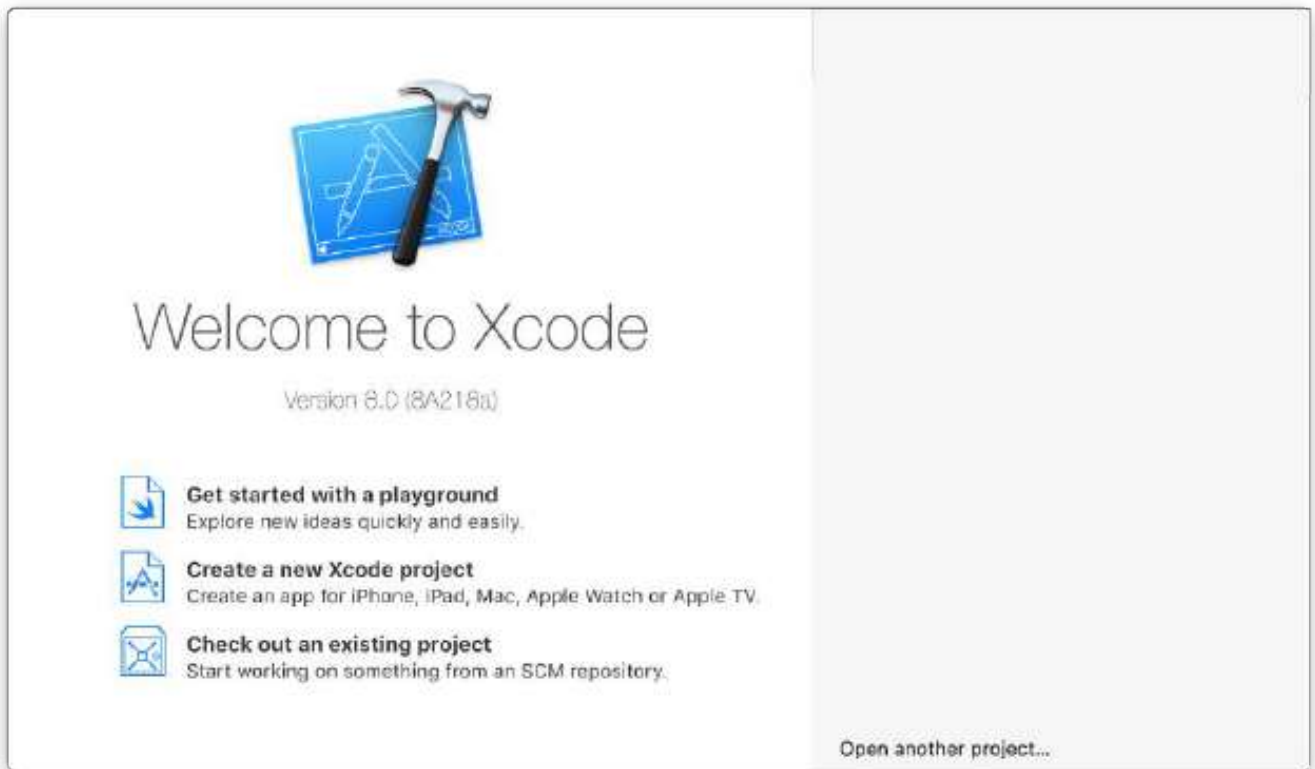 Welcome to Xcode
Version 8.0 (8A218a)
Get started with a playground
Explore new ideas quickly and easily.
Create a new Xcode project
Create an app for iPhone, iPad, Mac, Apple Watch or Apple TV.
Check out an existing project
Start working on something from an SCM repository.
Open another project...